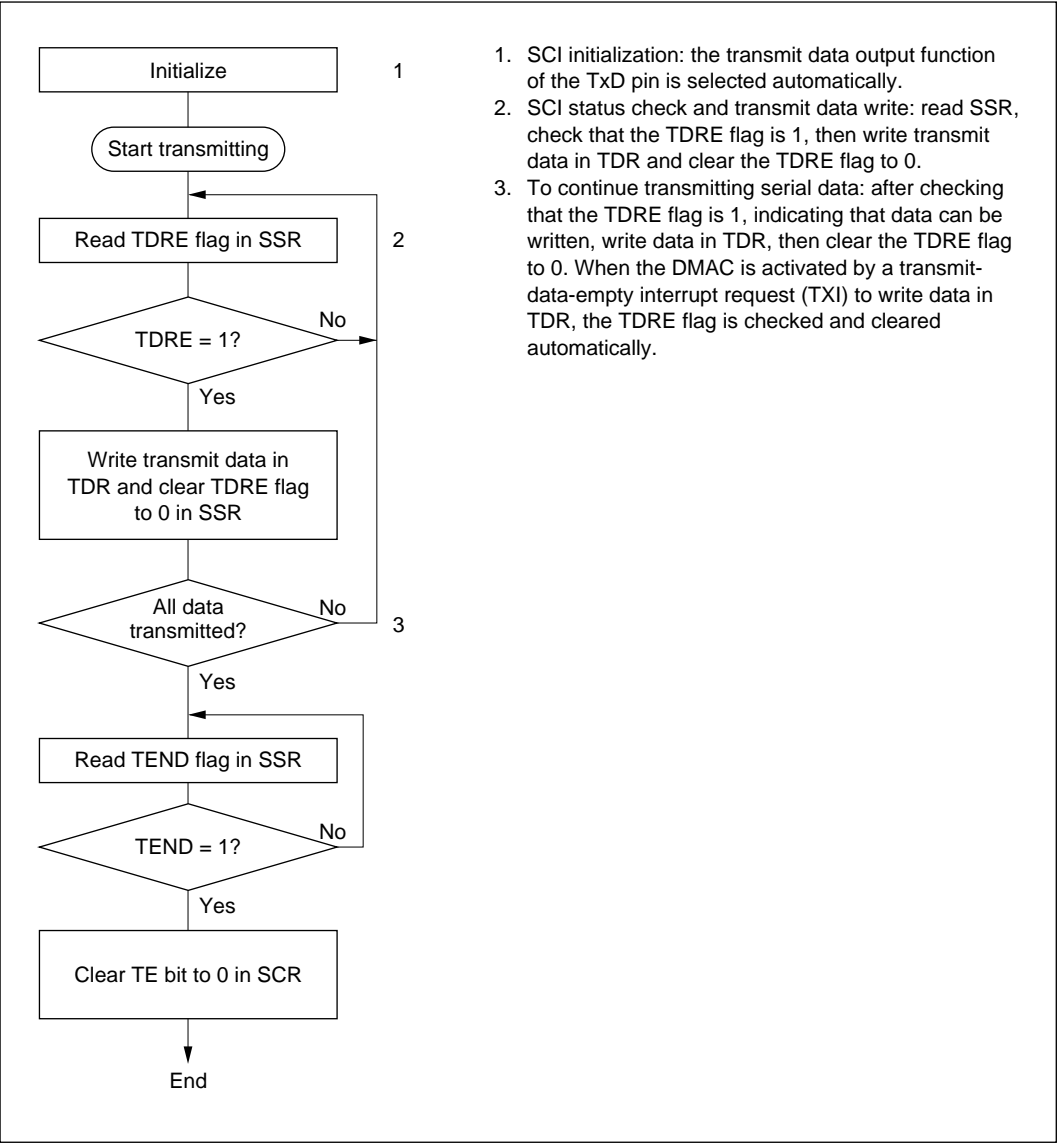 Initialize
1
Start transmitting
Read TDRE flag in SSR
2
TDRE = 1?
No
Yes
Write transmit data in
TDR and clear TDRE flag
to 0 in SSR
All data
transmitted?
No
3
Yes
Read TEND flag in SSR
TEND = 1?
No
Yes
Clear TE bit to 0 in SCR
End
1. SCI initialization: the transmit data output function
of the TxD pin is selected automatically.
2. SCI status check and transmit data write: read SSR,
check that the TDRE flag is 1, then write transmit
data in TDR and clear the TDRE flag to 0.
3. To continue transmitting serial data: after checking
that the TDRE flag is 1, indicating that data can be
written, write data in TDR, then clear the TDRE flag
to 0. When the DMAC is activated by a transmit-
data-empty interrupt request (TXI) to write data in
TDR, the TDRE flag is checked and cleared
automatically.